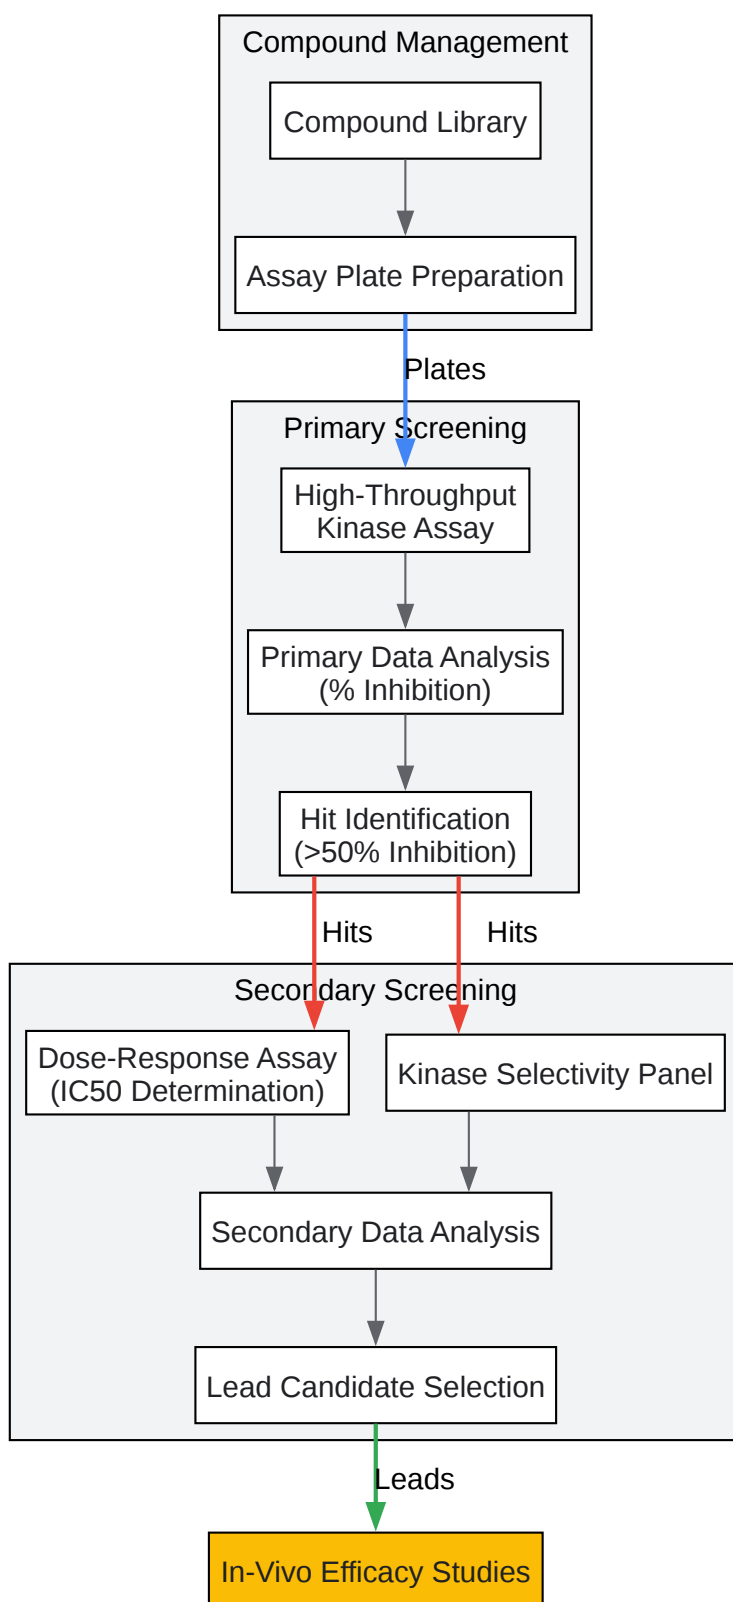 Compound Management
Compound Library
Assay Plate Preparation
Plates
Primary Screening
High-Throughput
Kinase Assay
Primary Data Analysis
(% Inhibition)
Hit Identification
(>50% Inhibition)
Hits
Hits
Secondary Screening
Dose-Response Assay
(IC50 Determination)
Kinase Selectivity Panel
Secondary Data Analysis
Lead Candidate Selection
Leads
In-Vivo Efficacy Studies